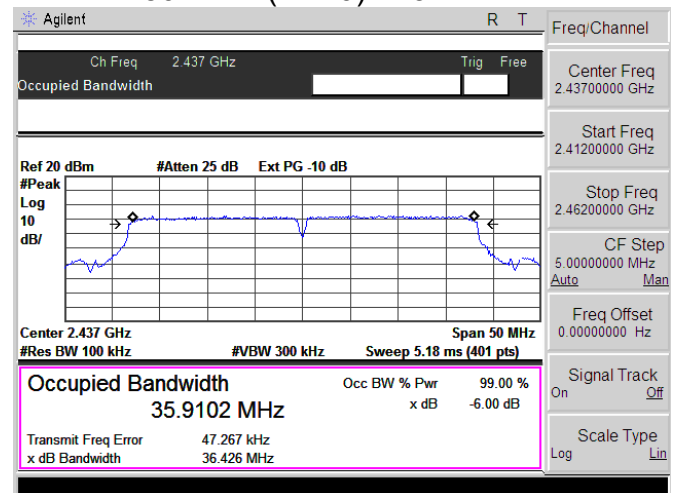 Agilent R T
Freq/Channel
Ch Freq 2.437 GHz Trig Free
Occupied Bandwidth
Center Freq
2.43700000 GHz
Start Freq
2.41200000 GHz
Ref 20 dBm #Atten 25 dB Ext PG -10 dB
#Peak
Log
10
dB/
Stop Freq
2.46200000 GHz
CF Step
5.00000000 MHz
Auto Man
Freq Offset
0.00000000 Hz
Center 2.437 GHz Span 50 MHz
#Res BW 100 kHz #VBW 300 kHz Sweep 5.18 ms (401 pts)
Occupied Bandwidth Occ BW % Pwr 99.00 %
35.9102 MHz x dB -6.00 dB
Transmit Freq Error 47.267 kHz
x dB Bandwidth 36.426 MHz
Signal Track
On Off
Scale Type
Log Lin